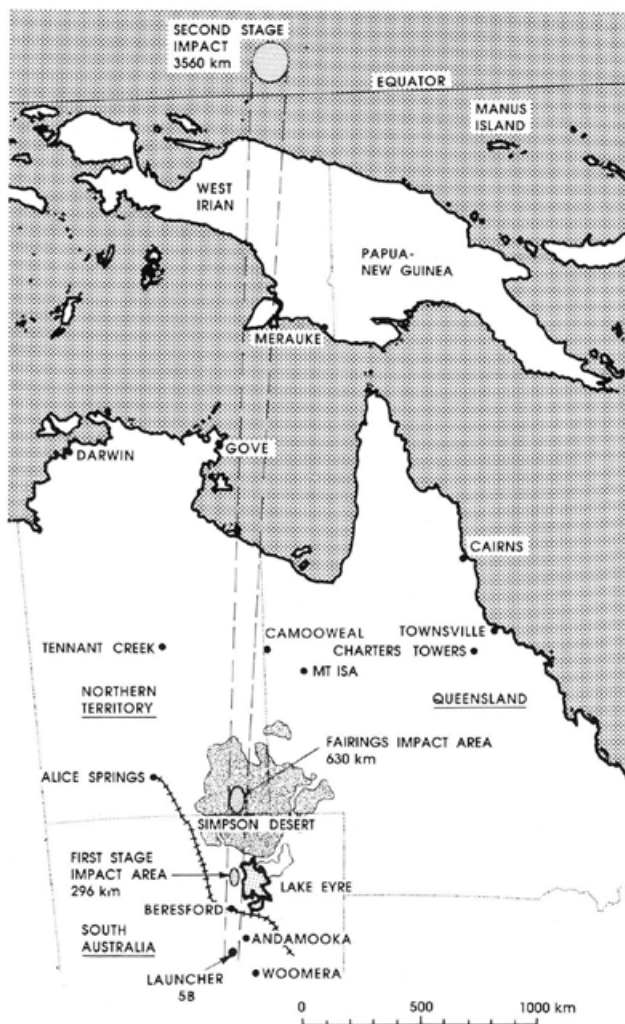 SECOND STAGE
IMPACT
3560 km
EQUATOR
MANUS
ISLAND
WEST
IRIAN
PAPUA-
NEW GUINEA
MERAUKE
DARWIN
GOVE
CAIRNS
TENNANT CREEK
CAMOOWEAL
TOWNSVILLE
CHARTERS TOWERS
MT ISA
NORTHERN
TERRITORY
QUEENSLAND
FAIRINGS IMPACT AREA
630 km
ALICE SPRINGS
SIMPSON DESERT
FIRST STAGE
IMPACT AREA
296 km
LAKE EYRE
BERESFORD
SOUTH
AUSTRALIA
ANDAMOOKA
LAUNCHER
5B
WOOMERA
0 500 1000 km